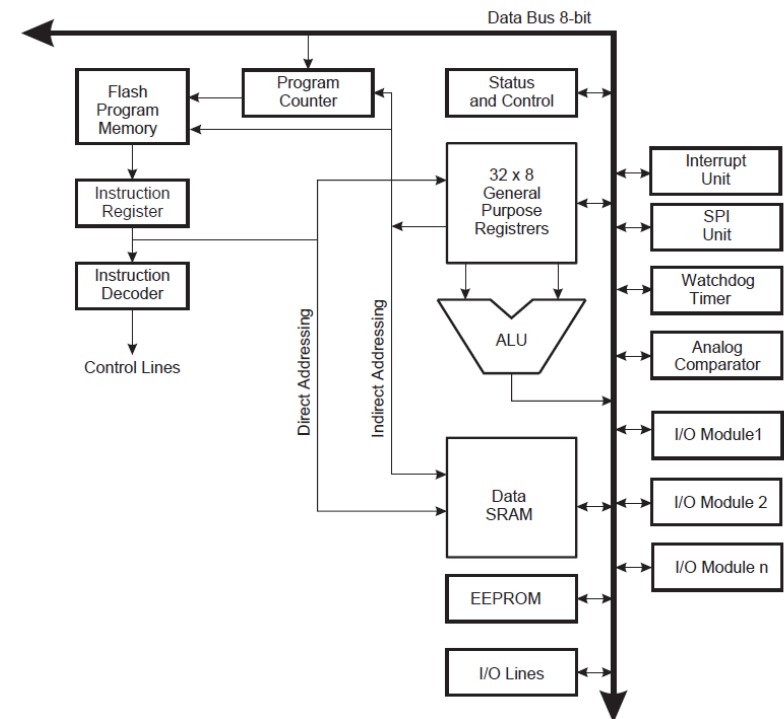 Data Bus 8-bit
Flash
Program
Memory
Program
Counter
Status
and Control
Instruction
Register
32 x 8
General
Purpose
Registrers
Interrupt
Unit
SPI
Unit
Instruction
Decoder
Watchdog
Timer
ALU
Analog
Comparator
Control Lines
Direct Addressing
Indirect Addressing
I/O Module1
Data
SRAM
I/O Module 2
I/O Module n
EEPROM
I/O Lines